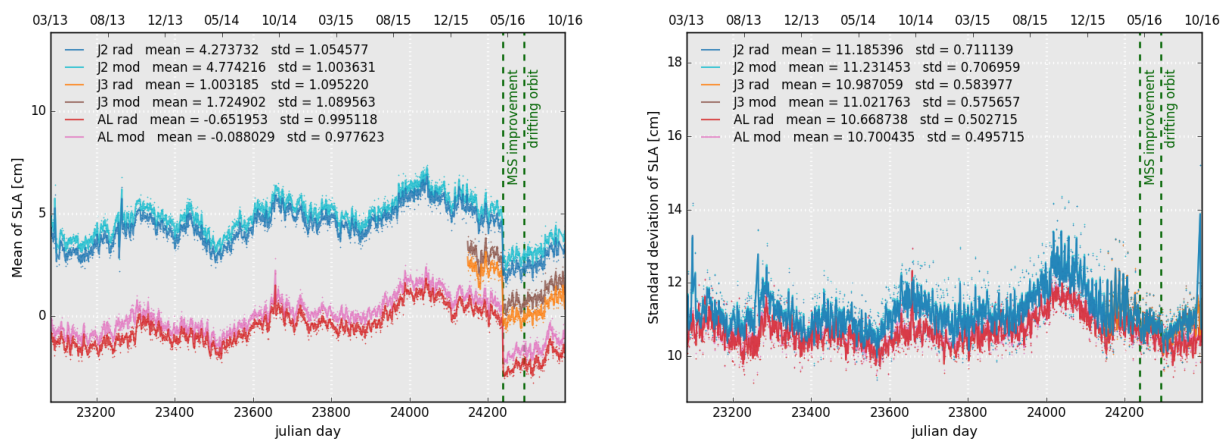 03/13 08/13 12/13 05/14 10/14 03/15 08/15 12/15 05/16 10/16
J2 rad mean = 4.273732 std = 1.054577
J2 mod mean = 4.774216 std = 1.003631
J3 rad mean = 1.003185 std = 1.095220
J3 mod mean = 1.724902 std = 1.089563
AL rad mean = -0.651953 std = 0.995118
AL mod mean = -0.088029 std = 0.977623
MSS improvement
drifting orbit
10
5
0
Mean of SLA [cm]
23200 23400 23600 23800 24000 24200
julian day
03/13 08/13 12/13 05/14 10/14 03/15 08/15 12/15 05/16 10/16
J2 rad mean = 11.185396 std = 0.711139
J2 mod mean = 11.231453 std = 0.706959
J3 rad mean = 10.987059 std = 0.583977
J3 mod mean = 11.021763 std = 0.575657
AL rad mean = 10.668738 std = 0.502715
AL mod mean = 10.700435 std = 0.495715
MSS improvement
drifting orbit
18
16
14
12
10
Standard deviation of SLA [cm]
23200 23400 23600 23800 24000 24200
julian day